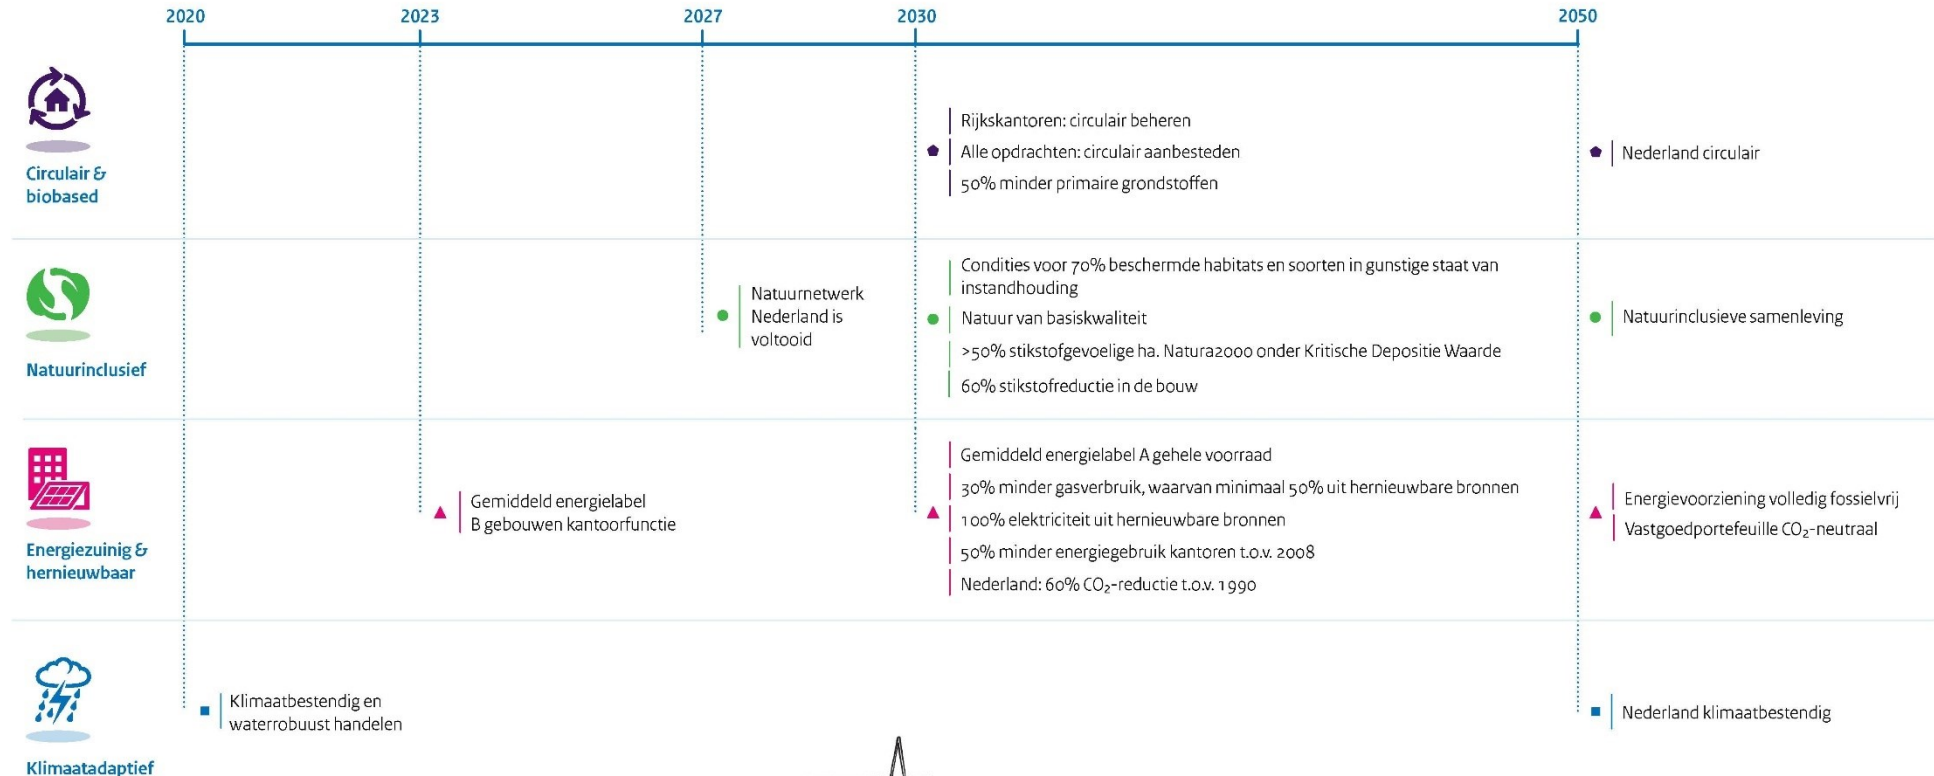 2020
2023
2027
2030
2050
Circulair &
biobased
Rijkskantoren: circulair beheren
Alle opdrachten: circulair aanbesteden
50% minder primaire grondstoffen
Nederland circulair
Natuurinclusief
Natuurnetwerk
Nederland is
voltooid
Condities voor 70% beschermde habitats en soorten in gunstige staat van
instandhouding
Natuur van basiskwaliteit
>50% stikstofgevoelige ha. Natura2000 onder Kritische Depositie Waarde
60% stikstofreductie in de bouw
Natuurinclusieve samenleving
Energiezuinig &
hernieuwbaar
Gemiddeld energielabel
B gebouwen kantoorfunctie
Gemiddeld energielabel A gehele voorraad
30% minder gasverbruik, waarvan minimaal 50% uit hernieuwbare bronnen
100% elektriciteit uit hernieuwbare bronnen
50% minder energiegebruik kantoren t.o.v. 2008
Nederland: 60% CO₂-reductie t.o.v. 1990
Energievoorziening volledig fossielvrij
Vastgoedportefeuille CO₂-neutraal
Klimaatadaptief
Klimaatbestendig en
waterrobuust handelen
Nederland klimaatbestendig